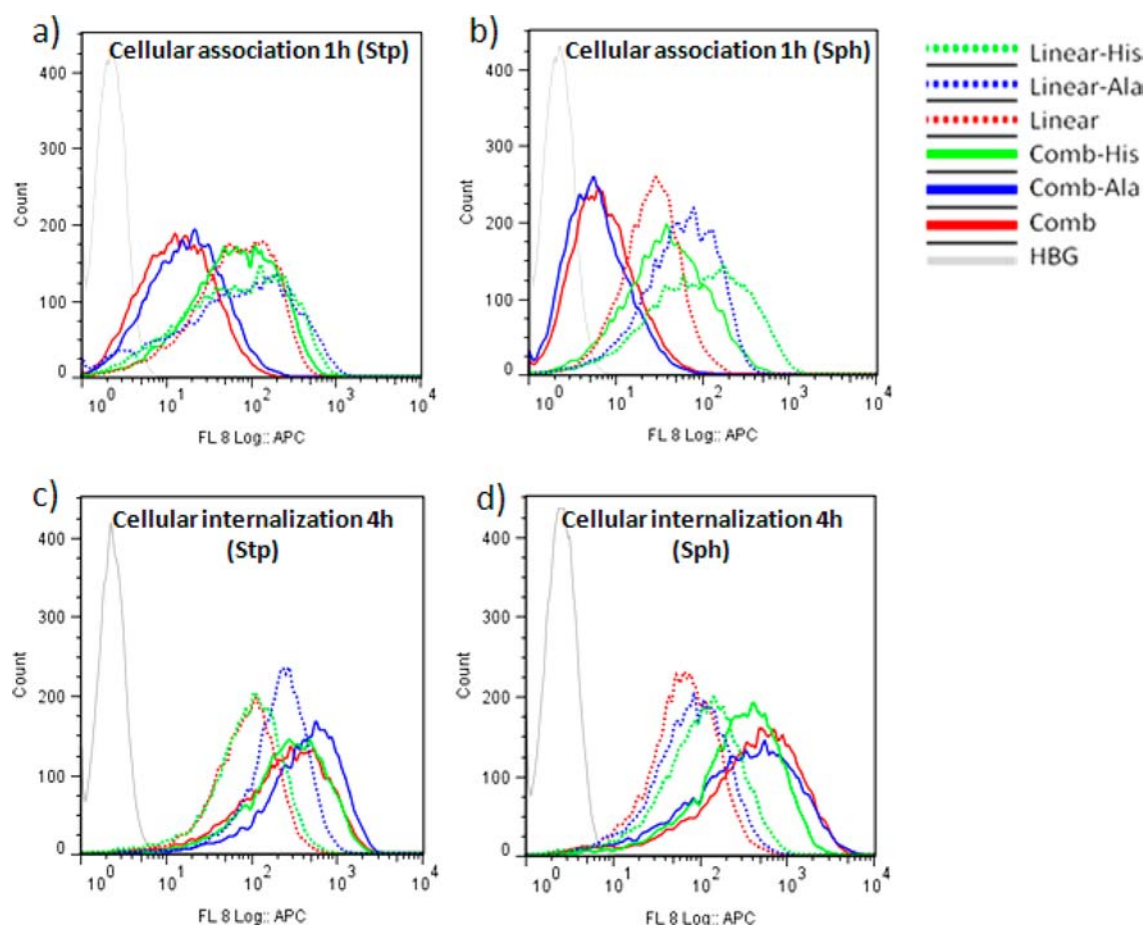 a)
Cellular association 1h (Stp)
Count
400
300
200
100
0
10^0
10^1
10^2
10^3
10^4
FL 8 Log:: APC
b)
Cellular association 1h (Sph)
Count
400
300
200
100
0
10^0
10^1
10^2
10^3
10^4
FL 8 Log:: APC
Linear-His
Linear-Ala
Linear
Comb-His
Comb-Ala
Comb
HBG
c)
Cellular internalization 4h
(Stp)
Count
400
300
200
100
0
10^0
10^1
10^2
10^3
10^4
FL 8 Log:: APC
d)
Cellular internalization 4h
(Sph)
Count
400
300
200
100
0
10^0
10^1
10^2
10^3
10^4
FL 8 Log:: APC